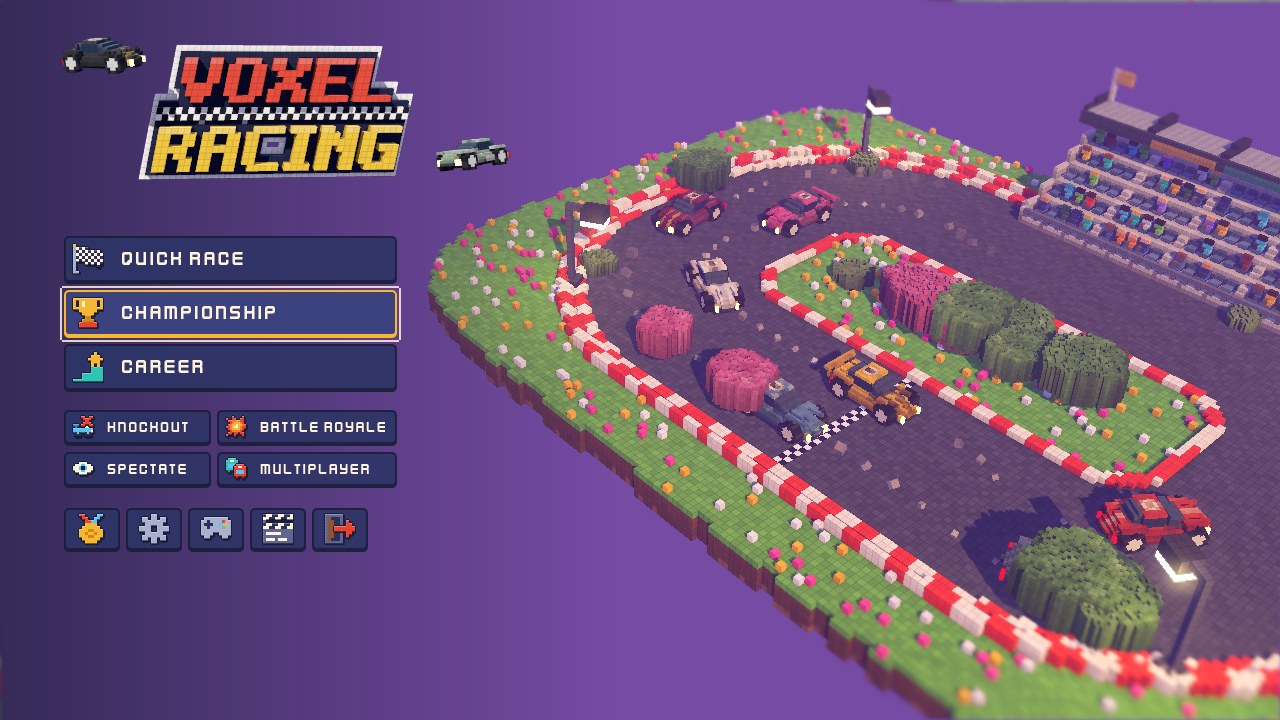 VOXEL
RACING
QUICK RACE
CHAMPIONSHIP
CAREER
KNOCKOUT
BATTLE ROYALE
SPECTATE
MULTIPLAYER